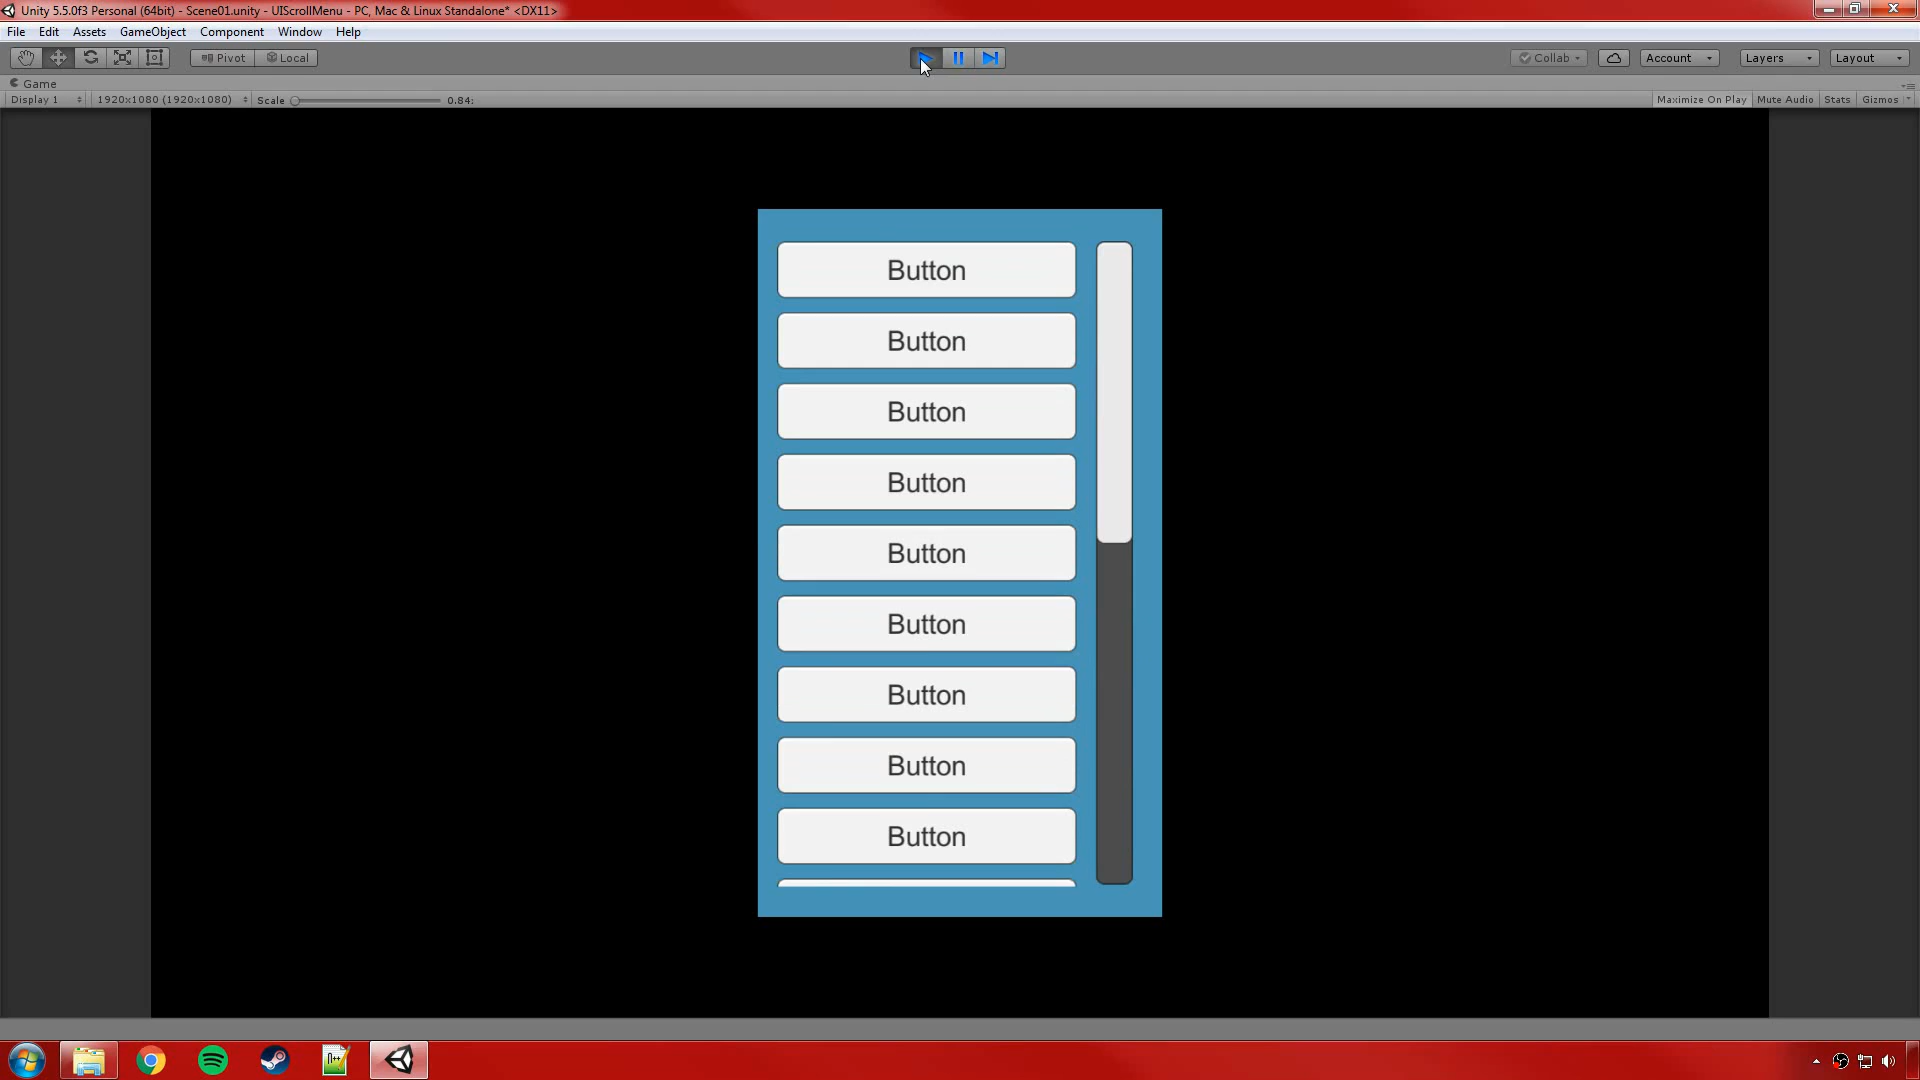 Unity 5.5.0f3 Personal (64bit) - Scene01.unity - UIScrollMenu - PC, Mac & Linux Standalone* <DX11>
File Edit Assets GameObject Component Window Help
Pivot Local Collab Account Layers Layout
Game
Display 1 1920x1080 (1920x1080) Scale 0.84: Maximize On Play Mute Audio Stats Gizmos
Button
Button
Button
Button
Button
Button
Button
Button
Button